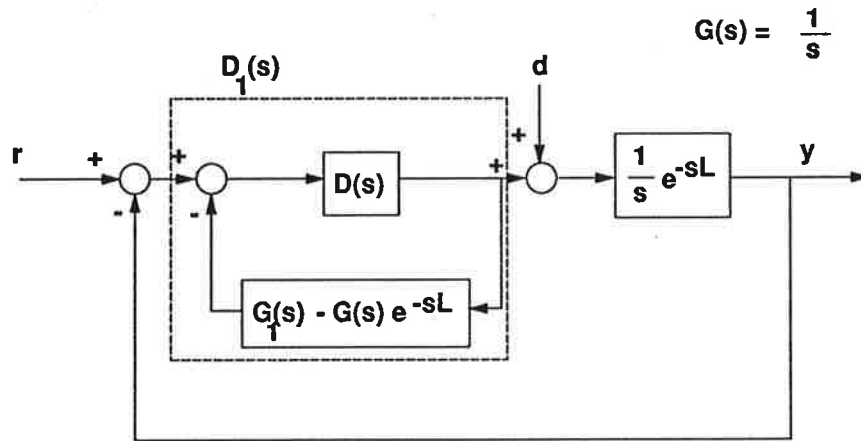 G(s) = 1/s
D₁(s)
d
r
+
-
+
-
D(s)
+
+
1/s e^-sL
y
G₁(s) - G(s) e^-sL